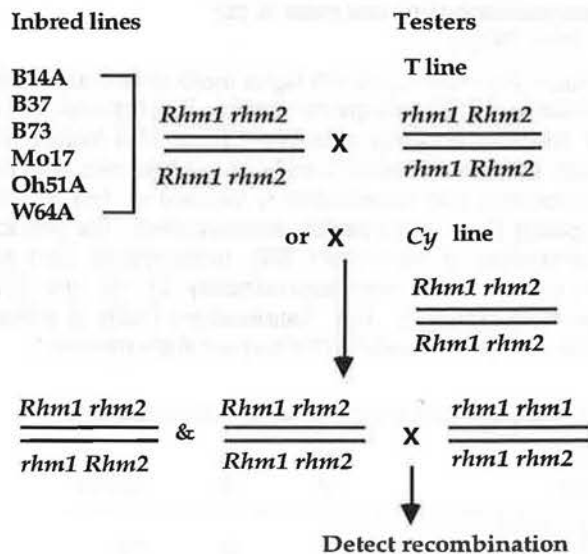 Inbred lines
Testers
T line
B14A
B37
B73
Mo17
Oh51A
W64A
Rhm1 rhm2
Rhm1 rhm2
X
rhm1 Rhm2
rhm1 Rhm2
or X
Cy line
Rhm1 rhm2
Rhm1 rhm2
Rhm1 rhm2
rhm1 Rhm2
&
Rhm1 rhm2
Rhm1 rhm2
X
rhm1 rhm1
rhm1 rhm2
Detect recombination